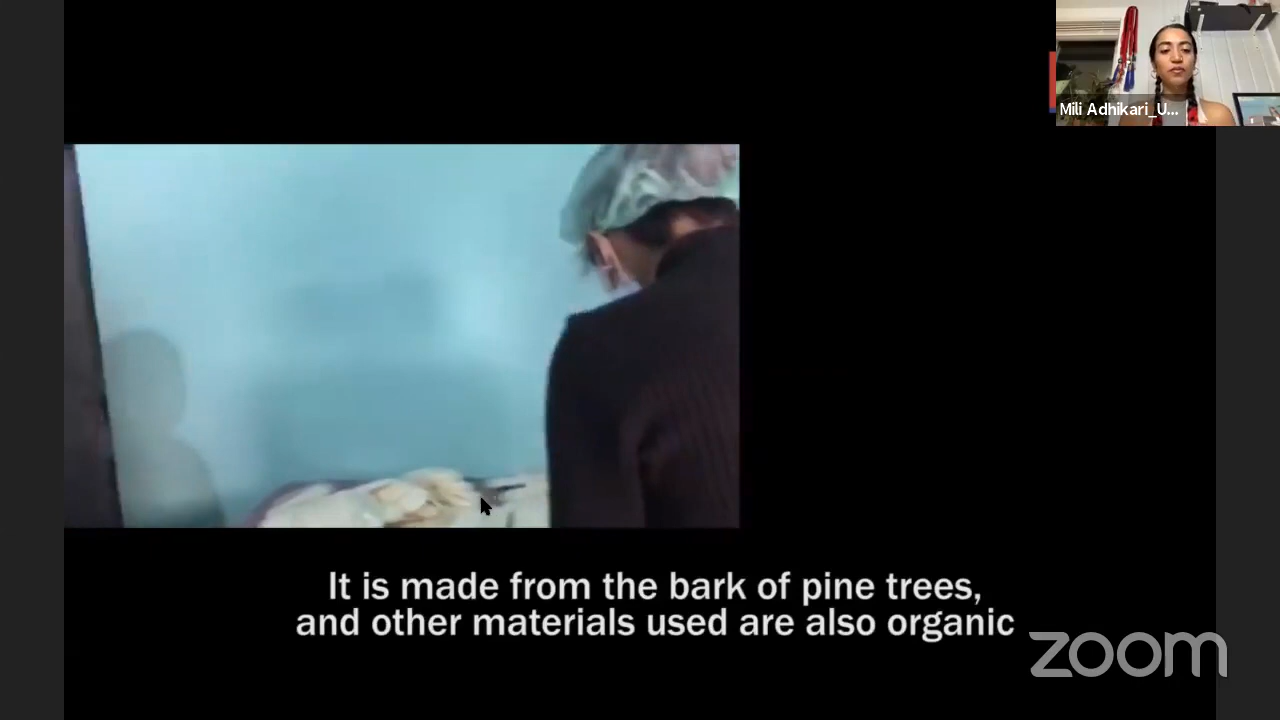 Mili Adhikari_U...
It is made from the bark of pine trees,
and other materials used are also organic
zoom